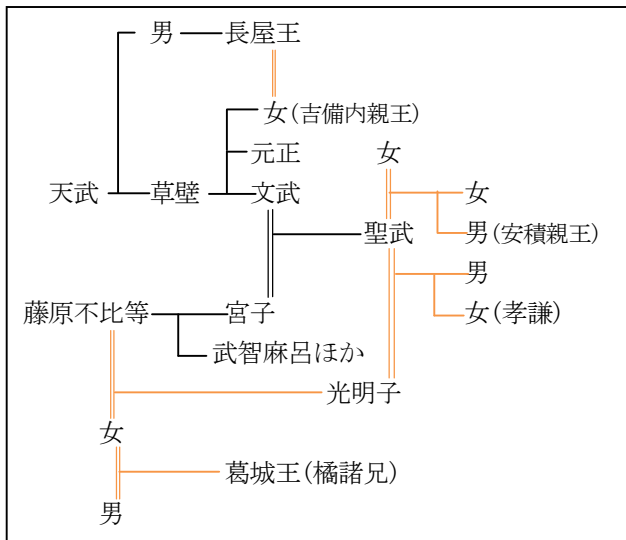 男 長屋王
女(吉備内親王)
元正
女
天武 草壁 文武
女
聖武
男(安積親王)
男
藤原不比等 宮子
女(孝謙)
武智麻呂ほか
光明子
女
葛城王(橘諸兄)
男